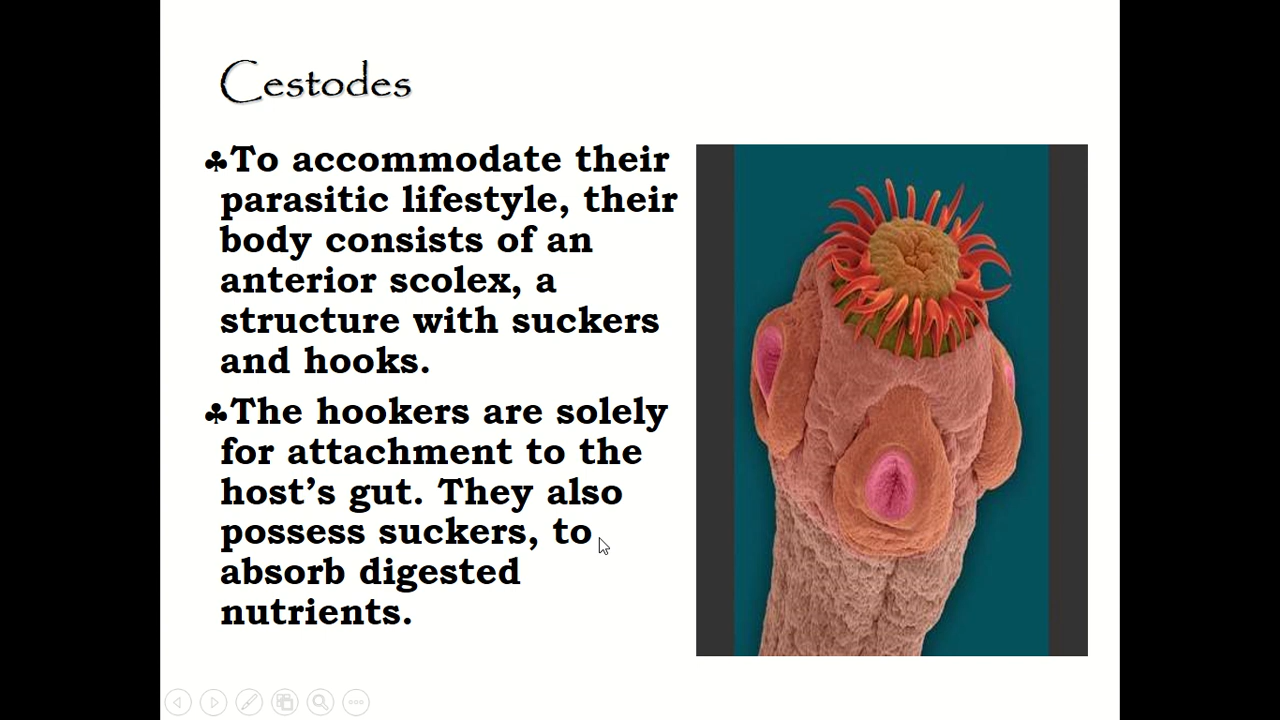 Cestodes
♣To accommodate their
parasitic lifestyle, their
body consists of an
anterior scolex, a
structure with suckers
and hooks.
♣The hookers are solely
for attachment to the
host’s gut. They also
possess suckers, to
absorb digested
nutrients.